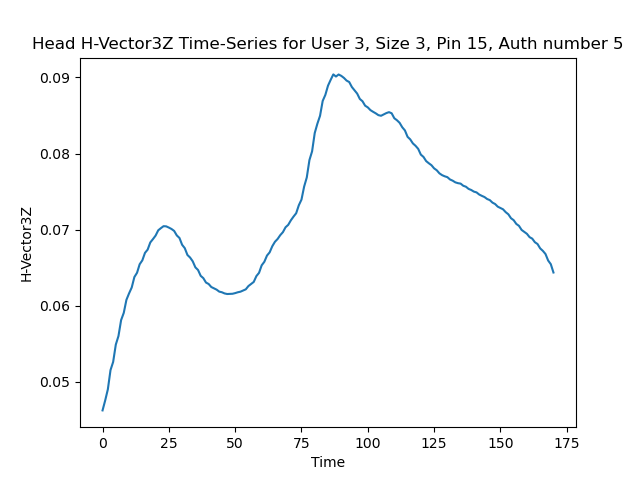 Head H-Vector3Z Time-Series for User 3, Size 3, Pin 15, Auth number 5
H-Vector3Z
0.09
0.08
0.07
0.06
0.05
0 25 50 75 100 125 150 175
Time